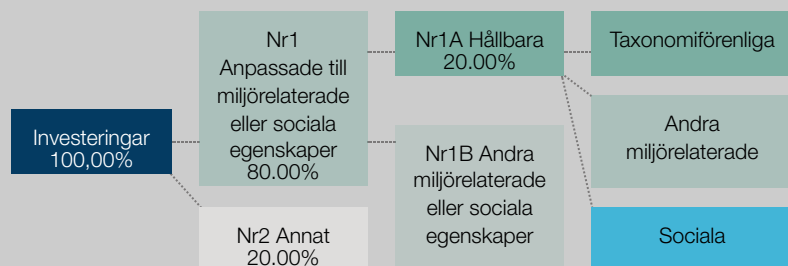 Investeringar
100,00%
Nr1
Anpassade till
miljörelaterade
eller sociala
egenskaper
80.00%
Nr2 Annat
20.00%
Nr1A Hållbara
20.00%
Nr1B Andra
miljörelaterade
eller sociala
egenskaper
Taxonomiförenliga
Andra
miljörelaterade
Sociala